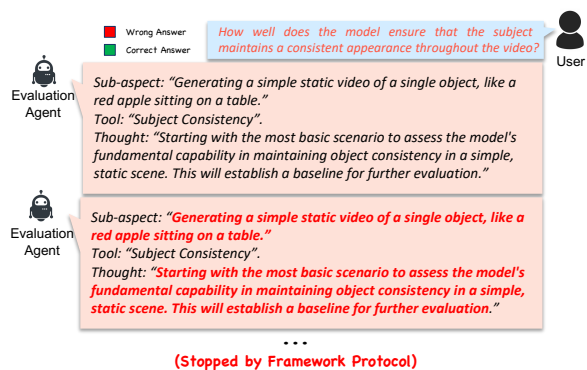 Wrong Answer
Correct Answer
How well does the model ensure that the subject
maintains a consistent appearance throughout the video?
User
Evaluation
Agent
Sub-aspect: “Generating a simple static video of a single object, like a
red apple sitting on a table.”
Tool: “Subject Consistency”.
Thought: “Starting with the most basic scenario to assess the model's
fundamental capability in maintaining object consistency in a simple,
static scene. This will establish a baseline for further evaluation.”
Evaluation
Agent
Sub-aspect: “Generating a simple static video of a single object, like a
red apple sitting on a table.”
Tool: “Subject Consistency”.
Thought: “Starting with the most basic scenario to assess the model's
fundamental capability in maintaining object consistency in a simple,
static scene. This will establish a baseline for further evaluation.”
...
(Stopped by Framework Protocol)